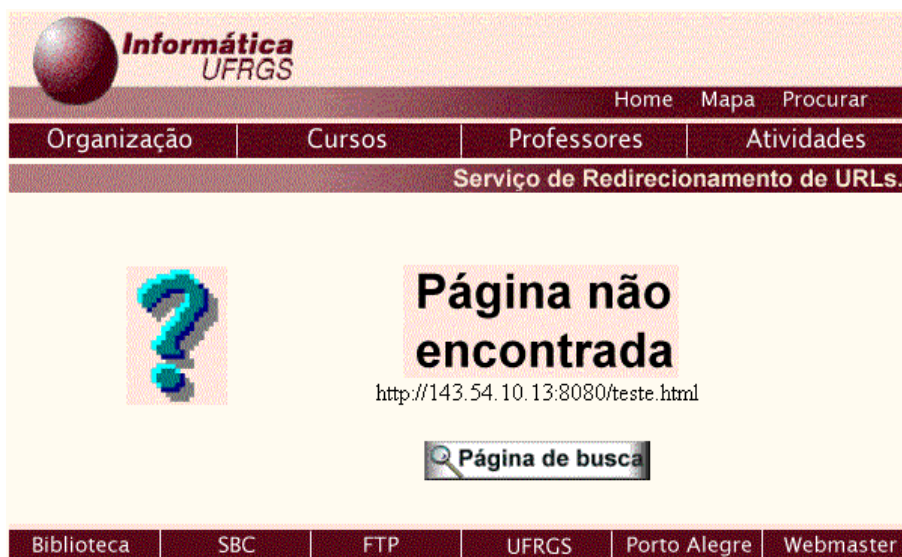 Informática
UFRGS
Home Mapa Procurar
Organização Cursos Professores Atividades
Serviço de Redirecionamento de URLs.
?
Página não
encontrada
http://143.54.10.13:8080/teste.html
Página de busca
Biblioteca SBC FTP UFRGS Porto Alegre Webmaster